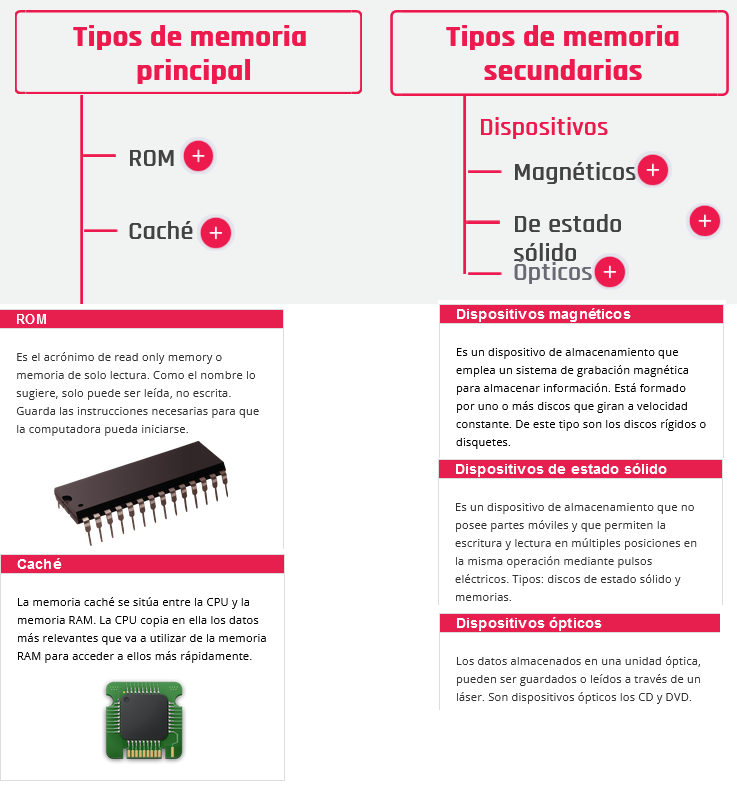 Tipos de memoria
principal
ROM
Caché
Tipos de memoria
secundarias
Dispositivos
Magnéticos
De estado
sólido
Ópticos
ROM
Es el acrónimo de read only memory o
memoria de solo lectura. Como el nombre lo
sugiere, solo puede ser leída, no escrita.
Guarda las instrucciones necesarias para que
la computadora pueda iniciarse.
Caché
La memoria caché se sitúa entre la CPU y la
memoria RAM. La CPU copia en ella los datos
más relevantes que va a utilizar de la memoria
RAM para acceder a ellos más rápidamente.
Dispositivos magnéticos
Es un dispositivo de almacenamiento que
emplea un sistema de grabación magnética
para almacenar información. Está formado
por uno o más discos que giran a velocidad
constante. De este tipo son los discos rígidos o
disquetes.
Dispositivos de estado sólido
Es un dispositivo de almacenamiento que no
posee partes móviles y que permiten la
escritura y lectura en múltiples posiciones en
la misma operación mediante pulsos
eléctricos. Tipos: discos de estado sólido y
memorias.
Dispositivos ópticos
Los datos almacenados en una unidad óptica,
pueden ser guardados o leídos a través de un
láser. Son dispositivos ópticos los CD y DVD.